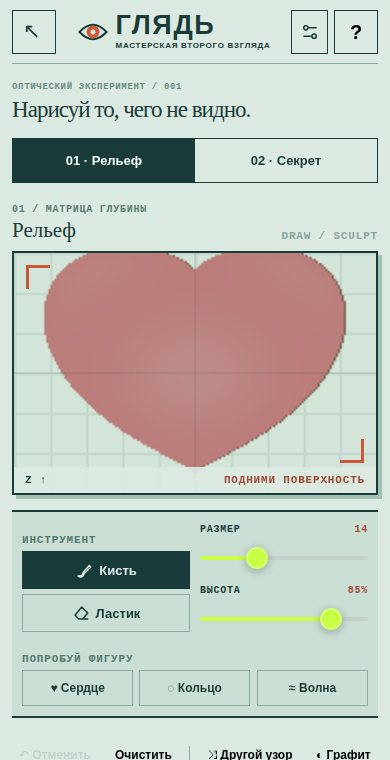 ГЛЯДЬ
МАСТЕРСКАЯ ВТОРОГО ВЗГЛЯДА
?
ОПТИЧЕСКИЙ ЭКСПЕРИМЕНТ / 001
Нарисуй то, чего не видно.
01 · Рельеф
02 · Секрет
01 / МАТРИЦА ГЛУБИНЫ
Рельеф
DRAW / SCULPT
Z ↑
ПОДНИМИ ПОВЕРХНОСТЬ
ИНСТРУМЕНТ
Кисть
Ластик
РАЗМЕР 14
ВЫСОТА 85%
ПОПРОБУЙ ФИГУРУ
♥ Сердце
○ Кольцо
≈ Волна
↶ Отменить
Очистить
Другой узор
Графит